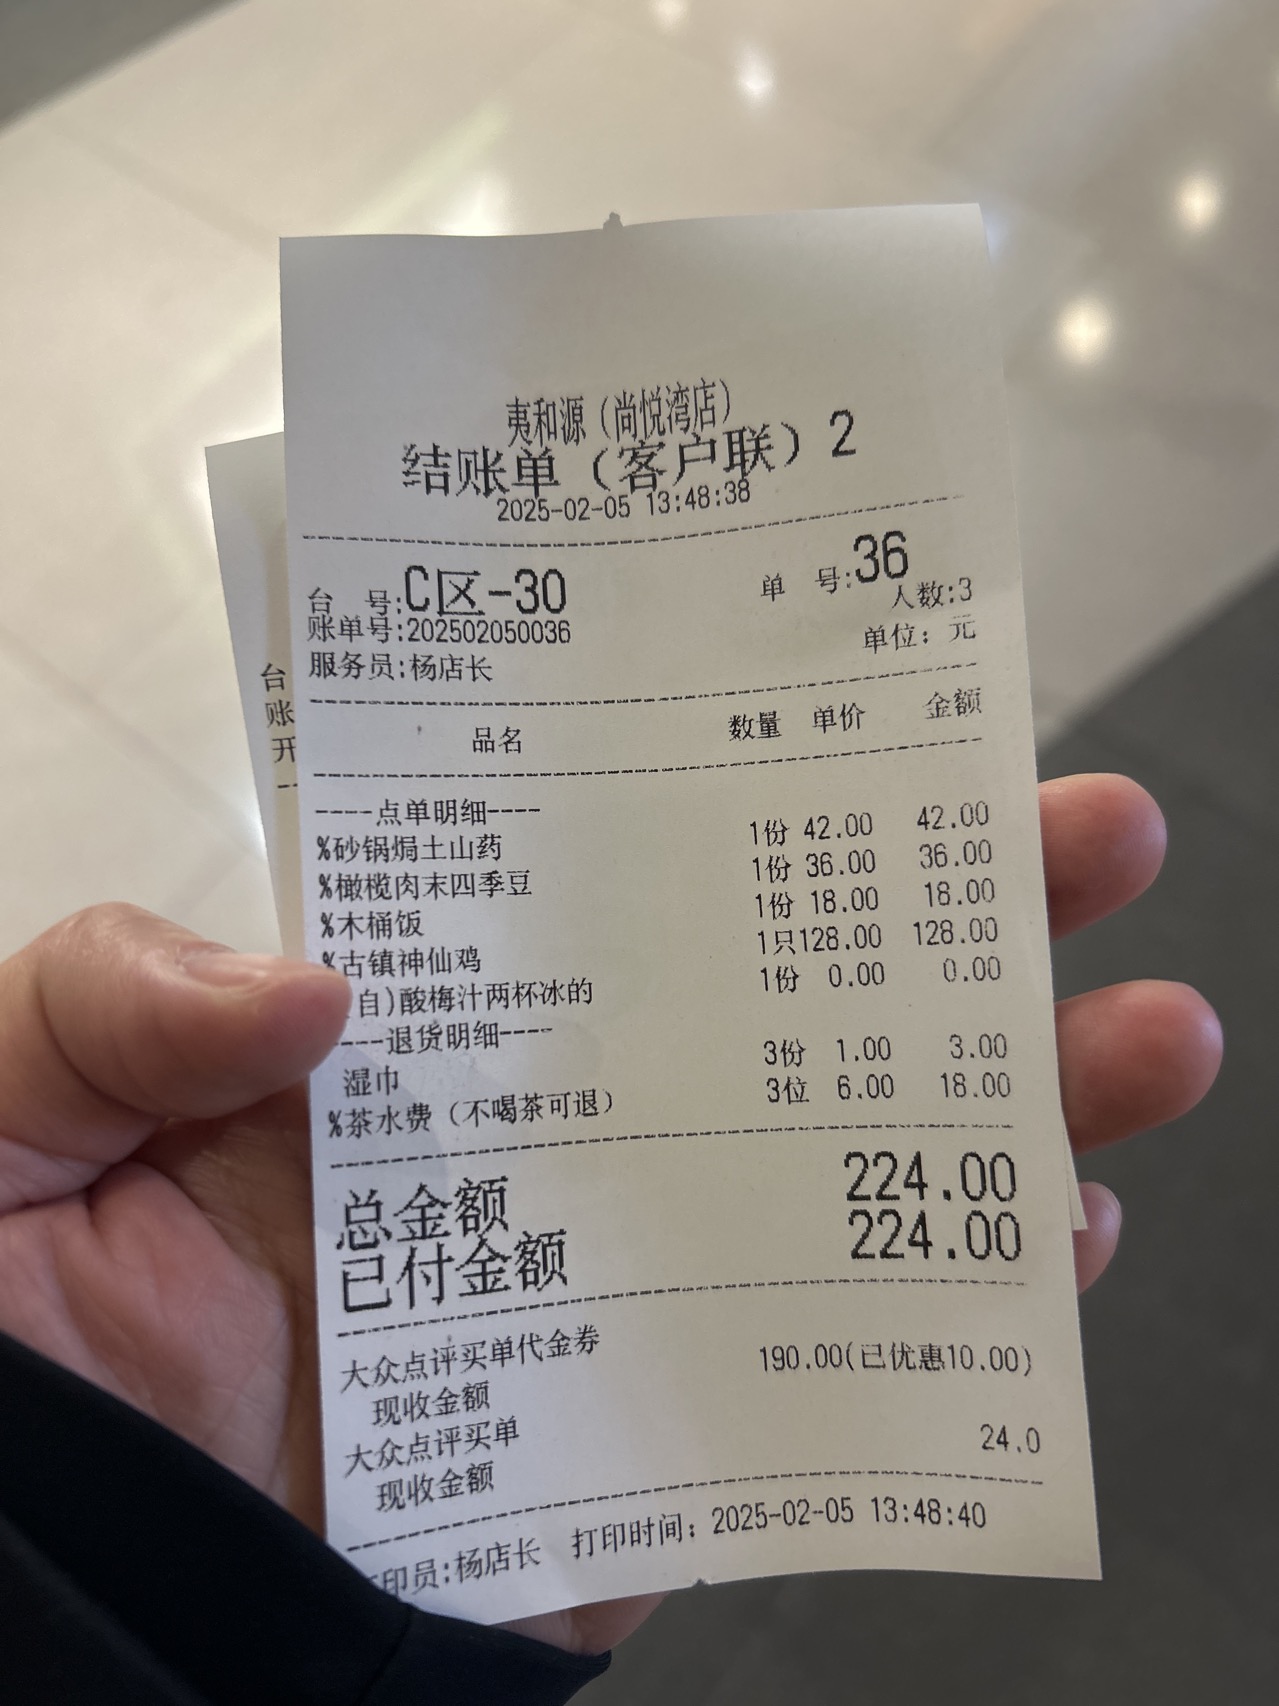 夷和源（尚悦湾店）
结账单（客户联）2
2025-02-05 13:48:38
台 号:C区-30 单 号:36
人数:3
账单号:202502050036
单位: 元
服务员:杨店长
品名 数量 单价 金额
----点单明细----
%砂锅焗土山药 1份 42.00 42.00
%橄榄肉末四季豆 1份 36.00 36.00
%木桶饭 1份 18.00 18.00
%古镇神仙鸡 1只128.00 128.00
自)酸梅汁两杯冰的 1份 0.00 0.00
----退货明细----
湿巾 3份 1.00 3.00
%茶水费（不喝茶可退） 3位 6.00 18.00
总金额 224.00
已付金额 224.00
大众点评买单代金券
现收金额 190.00(已优惠10.00)
大众点评买单
现收金额 24.0
印员:杨店长 打印时间: 2025-02-05 13:48:40
台
账
开